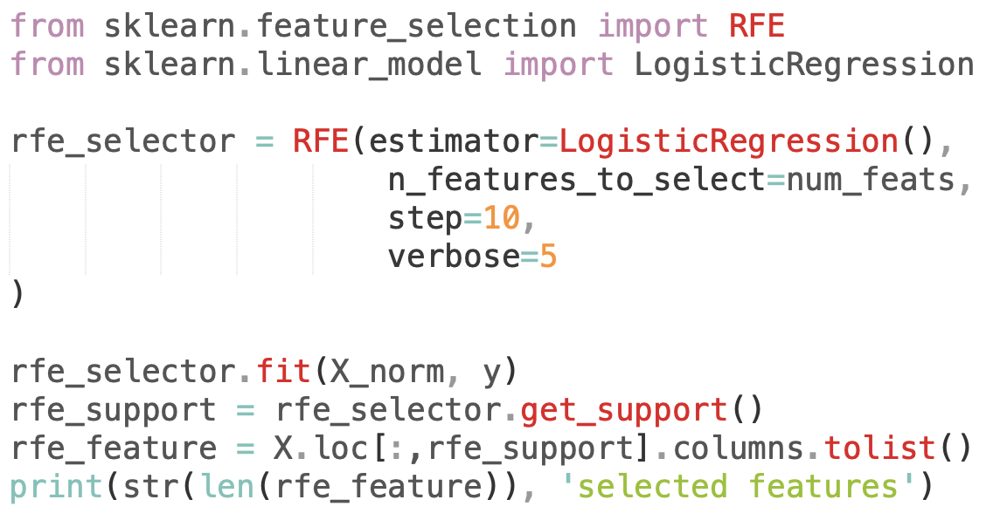 from sklearn.feature_selection import RFE
from sklearn.linear_model import LogisticRegression
rfe_selector = RFE(estimator=LogisticRegression(),
n_features_to_select=num_feats,
step=10,
verbose=5
)
rfe_selector.fit(X_norm, y)
rfe_support = rfe_selector.get_support()
rfe_feature = X.loc[:,rfe_support].columns.tolist()
print(str(len(rfe_feature)), 'selected features')